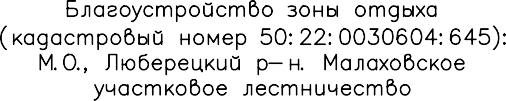 Благоустройство зоны отдыха
(кадастровый номер 50:22:0030604:645):
М.О., Люберецкий р-н. Малаховское
участковое лестничество